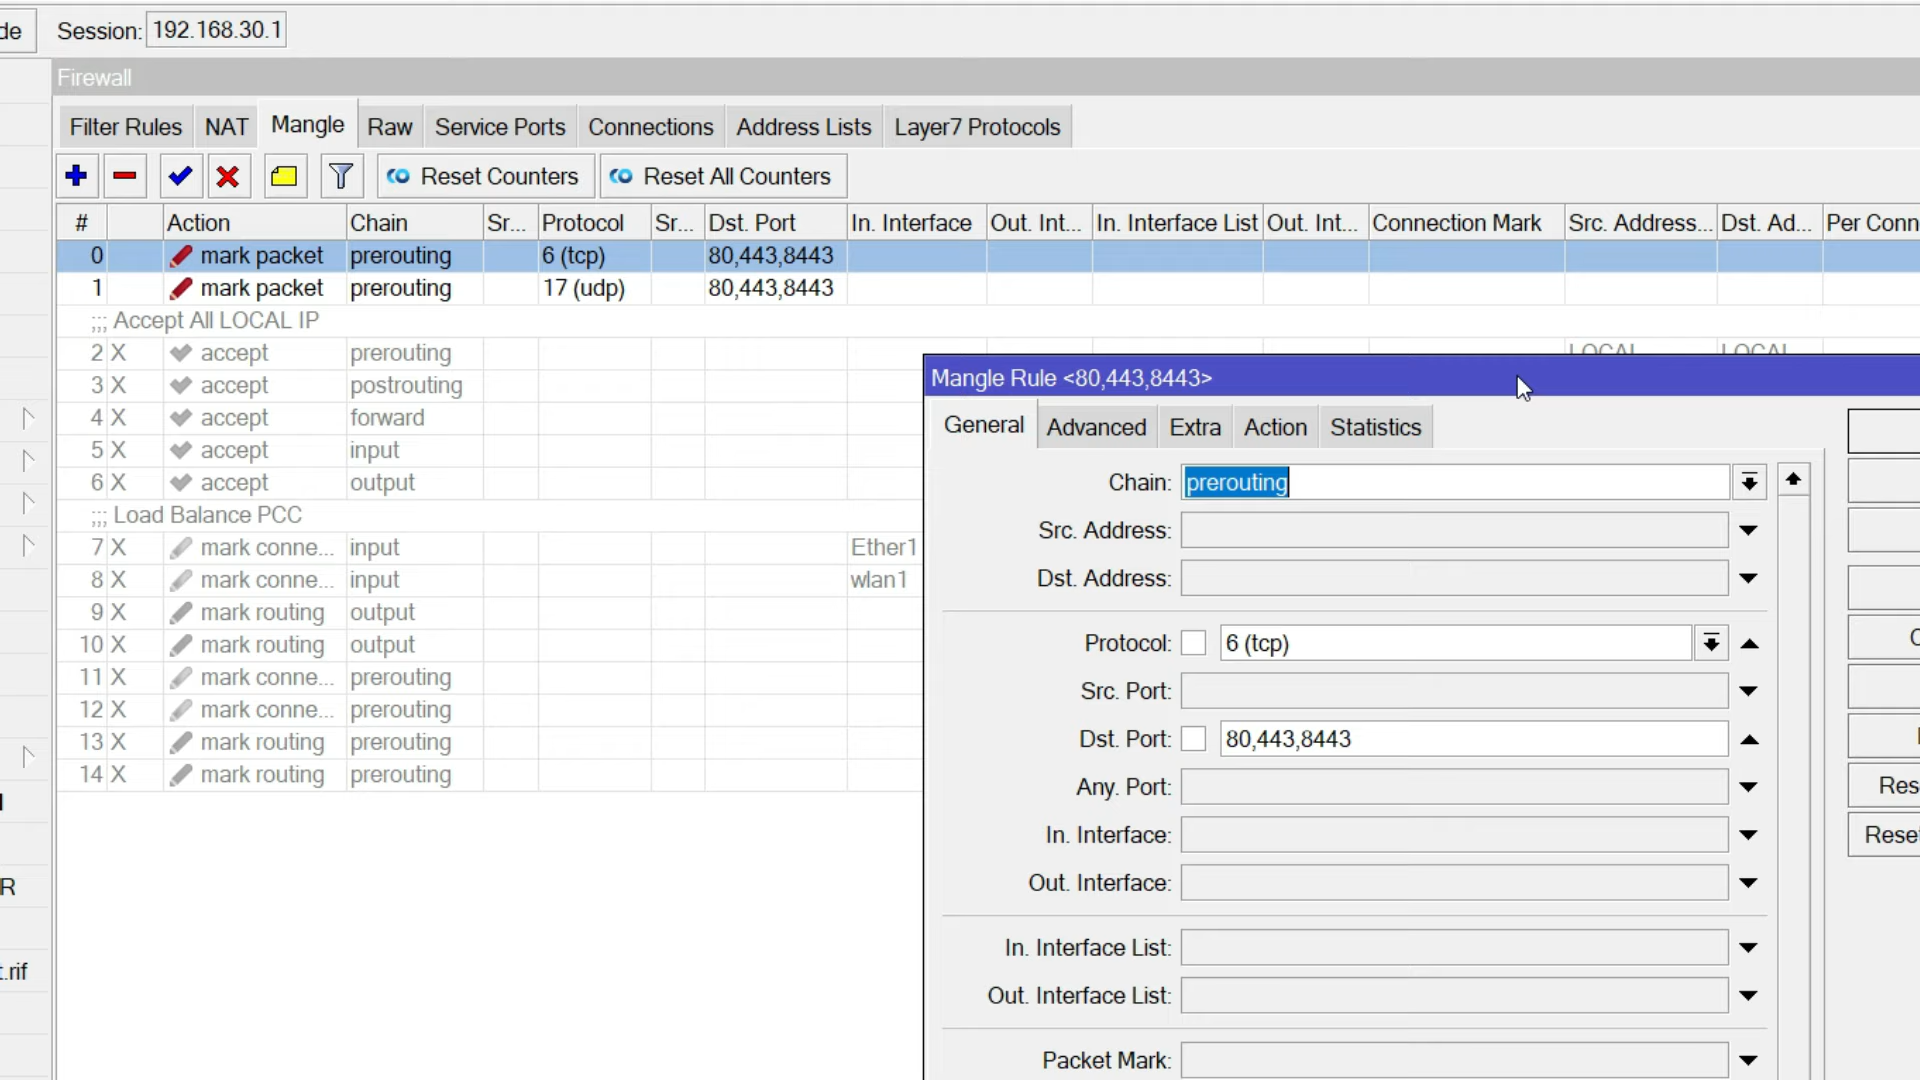 de Session: 192.168.30.1
Firewall
Filter Rules NAT Mangle Raw Service Ports Connections Address Lists Layer7 Protocols
Reset Counters Reset All Counters
# Action Chain Sr... Protocol Sr... Dst. Port In. Interface Out. Int... In. Interface List Out. Int... Connection Mark Src. Address... Dst. Ad... Per Conn
0 mark packet prerouting 6 (tcp) 80,443,8443
1 mark packet prerouting 17 (udp) 80,443,8443
;;; Accept All LOCAL IP
2 X accept prerouting LOCAL LOCAL
3 X accept postrouting
4 X accept forward
5 X accept input
6 X accept output
;;; Load Balance PCC
7 X mark conne... input Ether1
8 X mark conne... input wlan1
9 X mark routing output
10 X mark routing output
11 X mark conne... prerouting
12 X mark conne... prerouting
13 X mark routing prerouting
14 X mark routing prerouting
R
.rif
Mangle Rule <80,443,8443>
General Advanced Extra Action Statistics
Chain: prerouting
Src. Address:
Dst. Address:
Protocol: 6 (tcp)
Src. Port:
Dst. Port: 80,443,8443
Any. Port:
In. Interface:
Out. Interface:
In. Interface List:
Out. Interface List:
Packet Mark:
C
Res
Rese